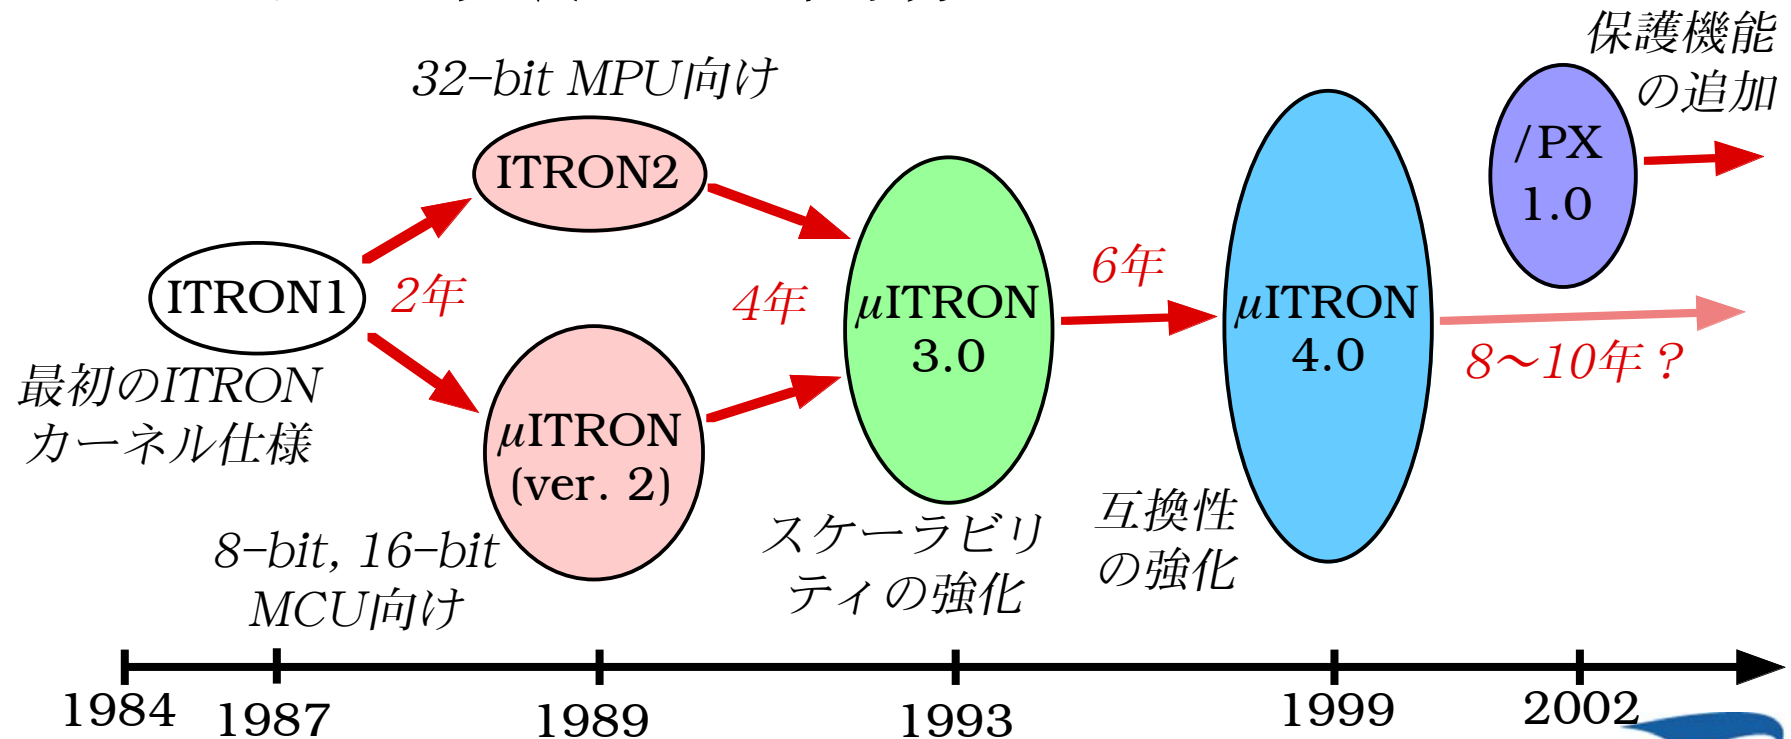 保護機能
の追加
32-bit MPU向け
ITRON2
/PX
1.0
ITRON1
2年
4年
6年
μITRON
3.0
μITRON
4.0
8〜10年？
最初のITRON
カーネル仕様
μITRON
(ver. 2)
8-bit, 16-bit
MCU向け
スケーラビリ
ティの強化
互換性
の強化
1984
1987
1989
1993
1999
2002